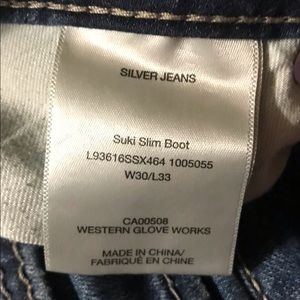 SILVER JEANS
Suki Slim Boot
L93616SSX464 1005055
W30/L33
CA00508
WESTERN GLOVE WORKS
MADE IN CHINA/
FABRIQUÉ EN CHINE